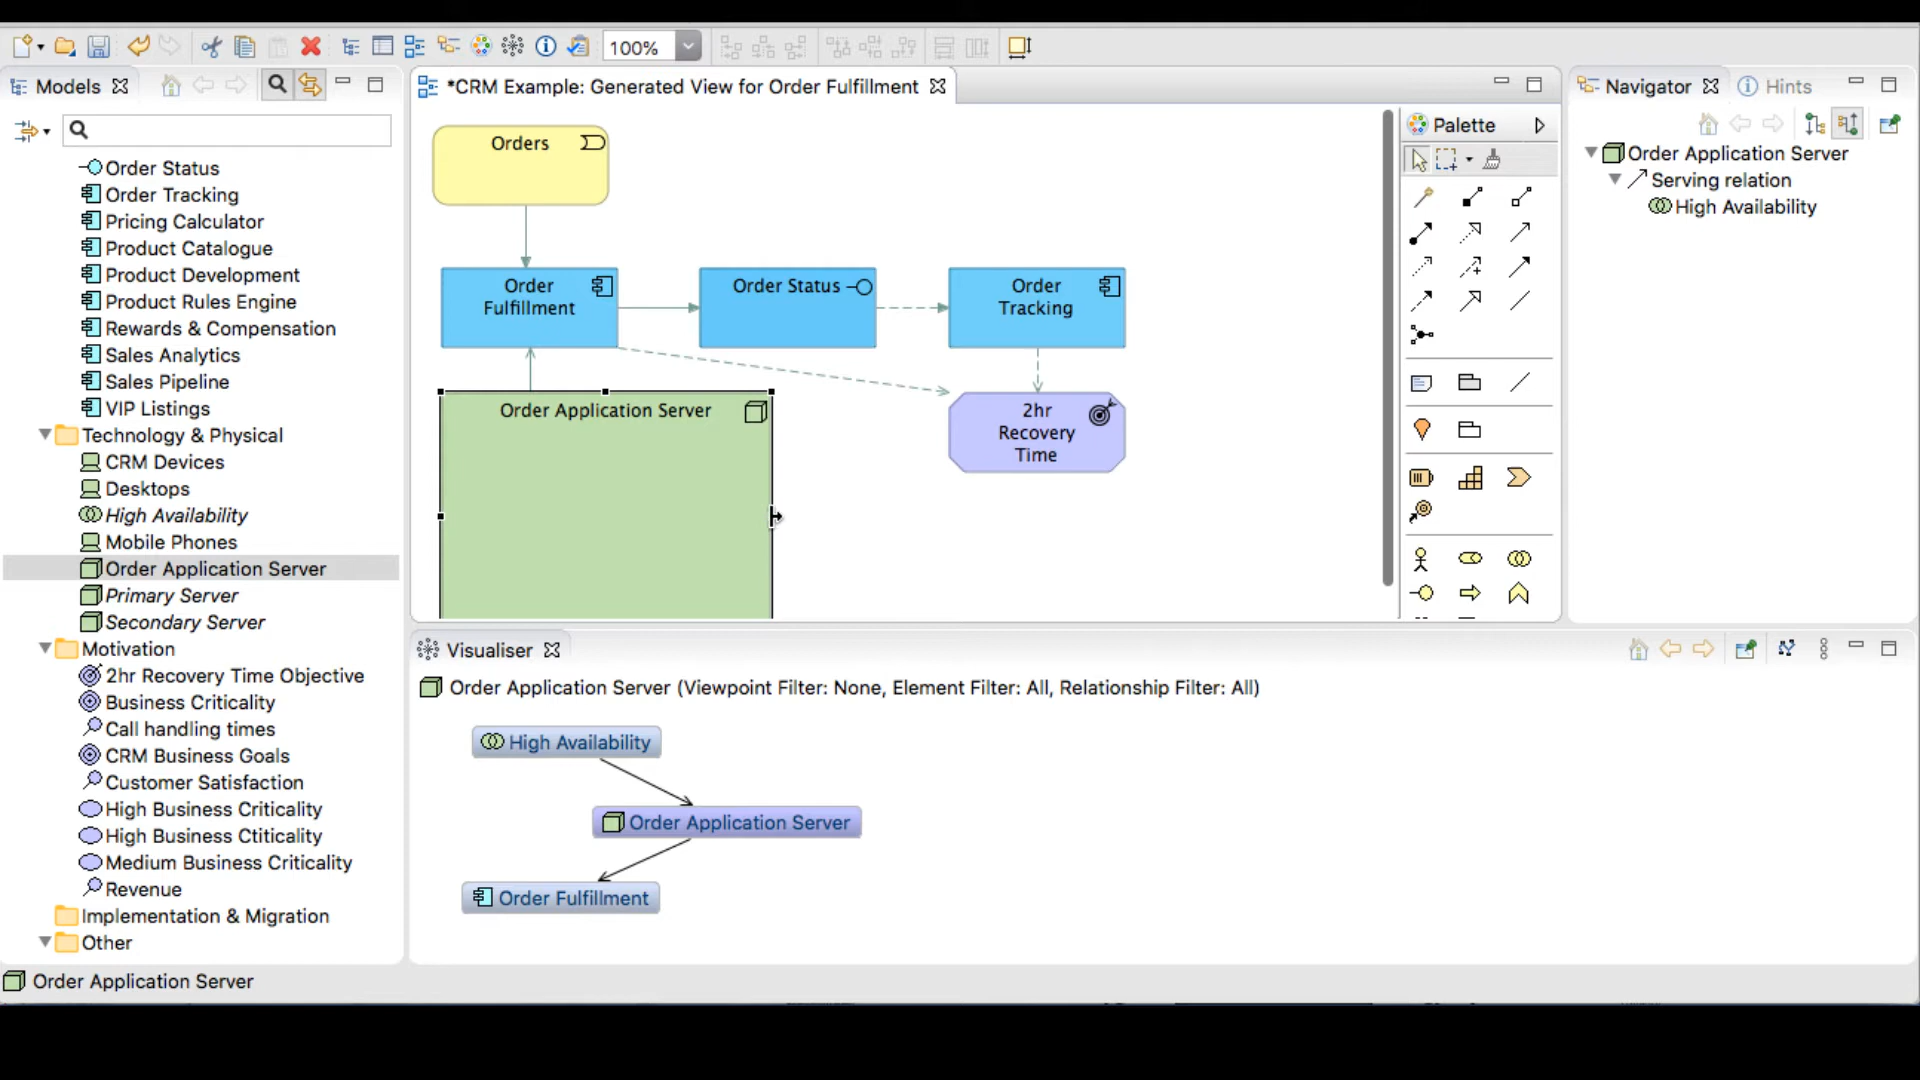 100%
Models
Order Status
Order Tracking
Pricing Calculator
Product Catalogue
Product Development
Product Rules Engine
Rewards & Compensation
Sales Analytics
Sales Pipeline
VIP Listings
Technology & Physical
CRM Devices
Desktops
High Availability
Mobile Phones
Order Application Server
Primary Server
Secondary Server
Motivation
2hr Recovery Time Objective
Business Criticality
Call handling times
CRM Business Goals
Customer Satisfaction
High Business Criticality
High Business Ctiticality
Medium Business Criticality
Revenue
Implementation & Migration
Other
Order Application Server
*CRM Example: Generated View for Order Fulfillment
Orders
Order
Fulfillment
Order Status
Order
Tracking
Order Application Server
2hr
Recovery
Time
Palette
Navigator
Hints
Order Application Server
Serving relation
High Availability
Visualiser
Order Application Server (Viewpoint Filter: None, Element Filter: All, Relationship Filter: All)
High Availability
Order Application Server
Order Fulfillment